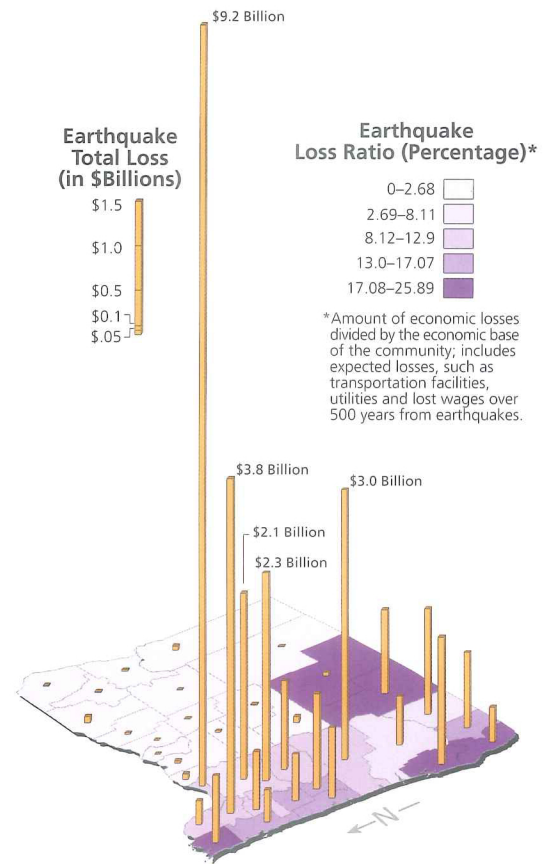 $9.2 Billion
Earthquake
Total Loss
(in $Billions)
$1.5
$1.0
$0.5
$0.1
$.05
Earthquake
Loss Ratio (Percentage)*
0–2.68
2.69–8.11
8.12–12.9
13.0–17.07
17.08–25.89
*Amount of economic losses
divided by the economic base
of the community; includes
expected losses, such as
transportation facilities,
utilities and lost wages over
500 years from earthquakes.
$3.8 Billion
$3.0 Billion
$2.1 Billion
$2.3 Billion
N